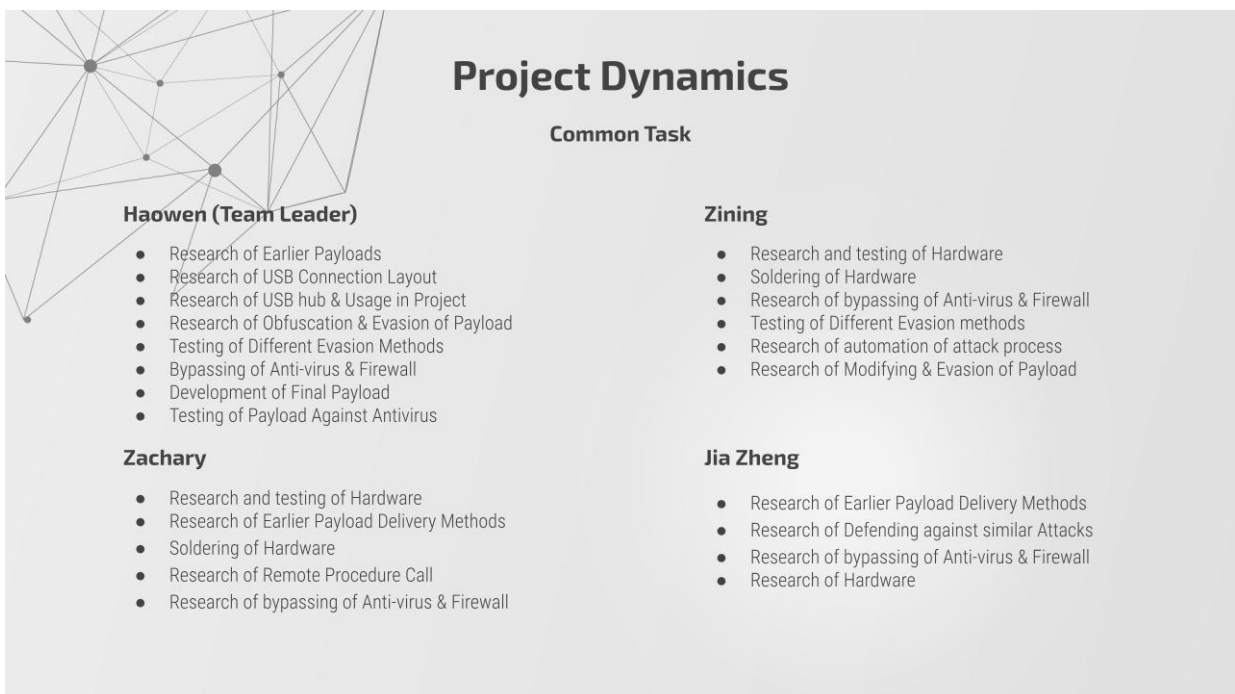 Project Dynamics
Common Task
Haowen (Team Leader)
● Research of Earlier Payloads
● Research of USB Connection Layout
● Research of USB hub & Usage in Project
● Research of Obfuscation & Evasion of Payload
● Testing of Different Evasion Methods
● Bypassing of Anti-virus & Firewall
● Development of Final Payload
● Testing of Payload Against Antivirus
Zining
● Research and testing of Hardware
● Soldering of Hardware
● Research of bypassing of Anti-virus & Firewall
● Testing of Different Evasion methods
● Research of automation of attack process
● Research of Modifying & Evasion of Payload
Zachary
● Research and testing of Hardware
● Research of Earlier Payload Delivery Methods
● Soldering of Hardware
● Research of Remote Procedure Call
● Research of bypassing of Anti-virus & Firewall
Jia Zheng
● Research of Earlier Payload Delivery Methods
● Research of Defending against similar Attacks
● Research of bypassing of Anti-virus & Firewall
● Research of Hardware